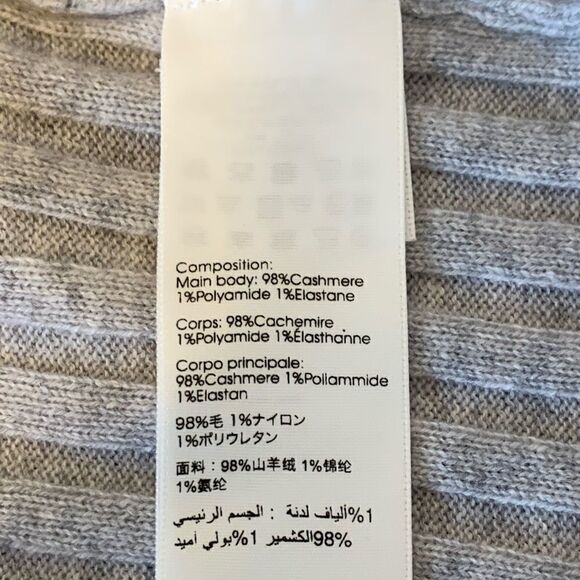 Composition:
Main body: 98%Cashmere
1%Polyamide 1%Elastane
Corps: 98%Cachemire
1%Polyamide 1%Élasthanne
Corpo principale:
98%Cashmere 1%Poliammide
1%Elastan
98%毛 1%ナイロン
1%ポリウレタン
面料：98%山羊绒 1%锦纶
1%氨纶
1%ألياف لدنة : الجسم الرئيسي
98%الكشمير 1%بولي أميد